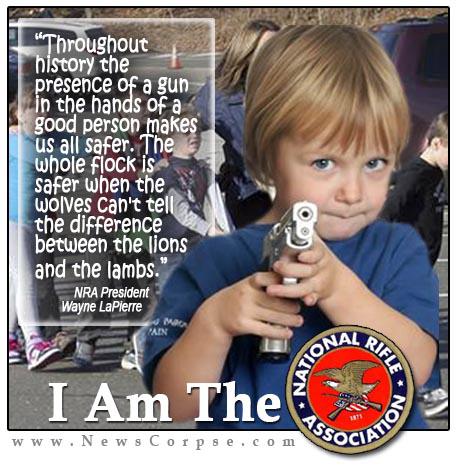 “Throughout
history the
presence of a gun
in the hands of a
good person makes
us all safer. The
whole flock is
safer when the
wolves can't tell
the difference
between the lions
and the lambs.”
NRA President
Wayne LaPierre
I Am The
NATIONAL RIFLE
ASSOCIATION
1871
www.NewsCorpse.com